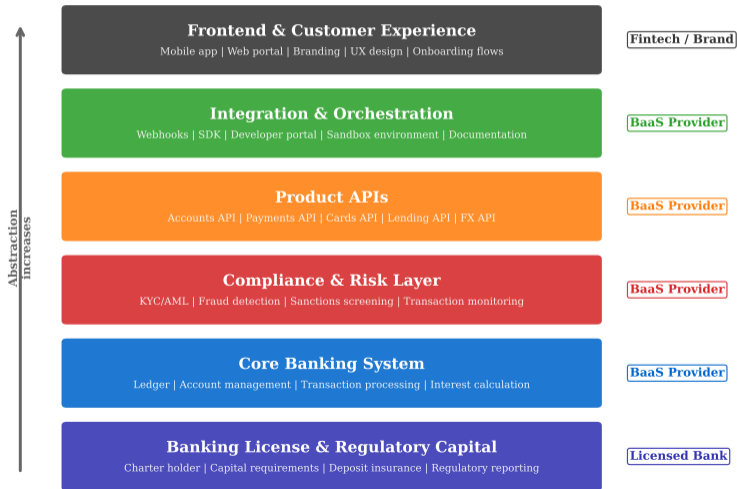 Frontend & Customer Experience
Mobile app | Web portal | Branding | UX design | Onboarding flows
Fintech / Brand
Integration & Orchestration
Webhooks | SDK | Developer portal | Sandbox environment | Documentation
BaaS Provider
Product APIs
Accounts API | Payments API | Cards API | Lending API | FX API
BaaS Provider
Abstraction
increases
Compliance & Risk Layer
KYC/AML | Fraud detection | Sanctions screening | Transaction monitoring
BaaS Provider
Core Banking System
Ledger | Account management | Transaction processing | Interest calculation
BaaS Provider
Banking License & Regulatory Capital
Charter holder | Capital requirements | Deposit insurance | Regulatory reporting
Licensed Bank